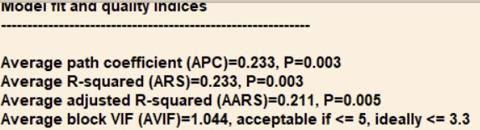 Model fit and quality indices
------------------------------------------------------------
Average path coefficient (APC)=0.233, P=0.003
Average R-squared (ARS)=0.233, P=0.003
Average adjusted R-squared (AARS)=0.211, P=0.005
Average block VIF (AVIF)=1.044, acceptable if <= 5, ideally <= 3.3